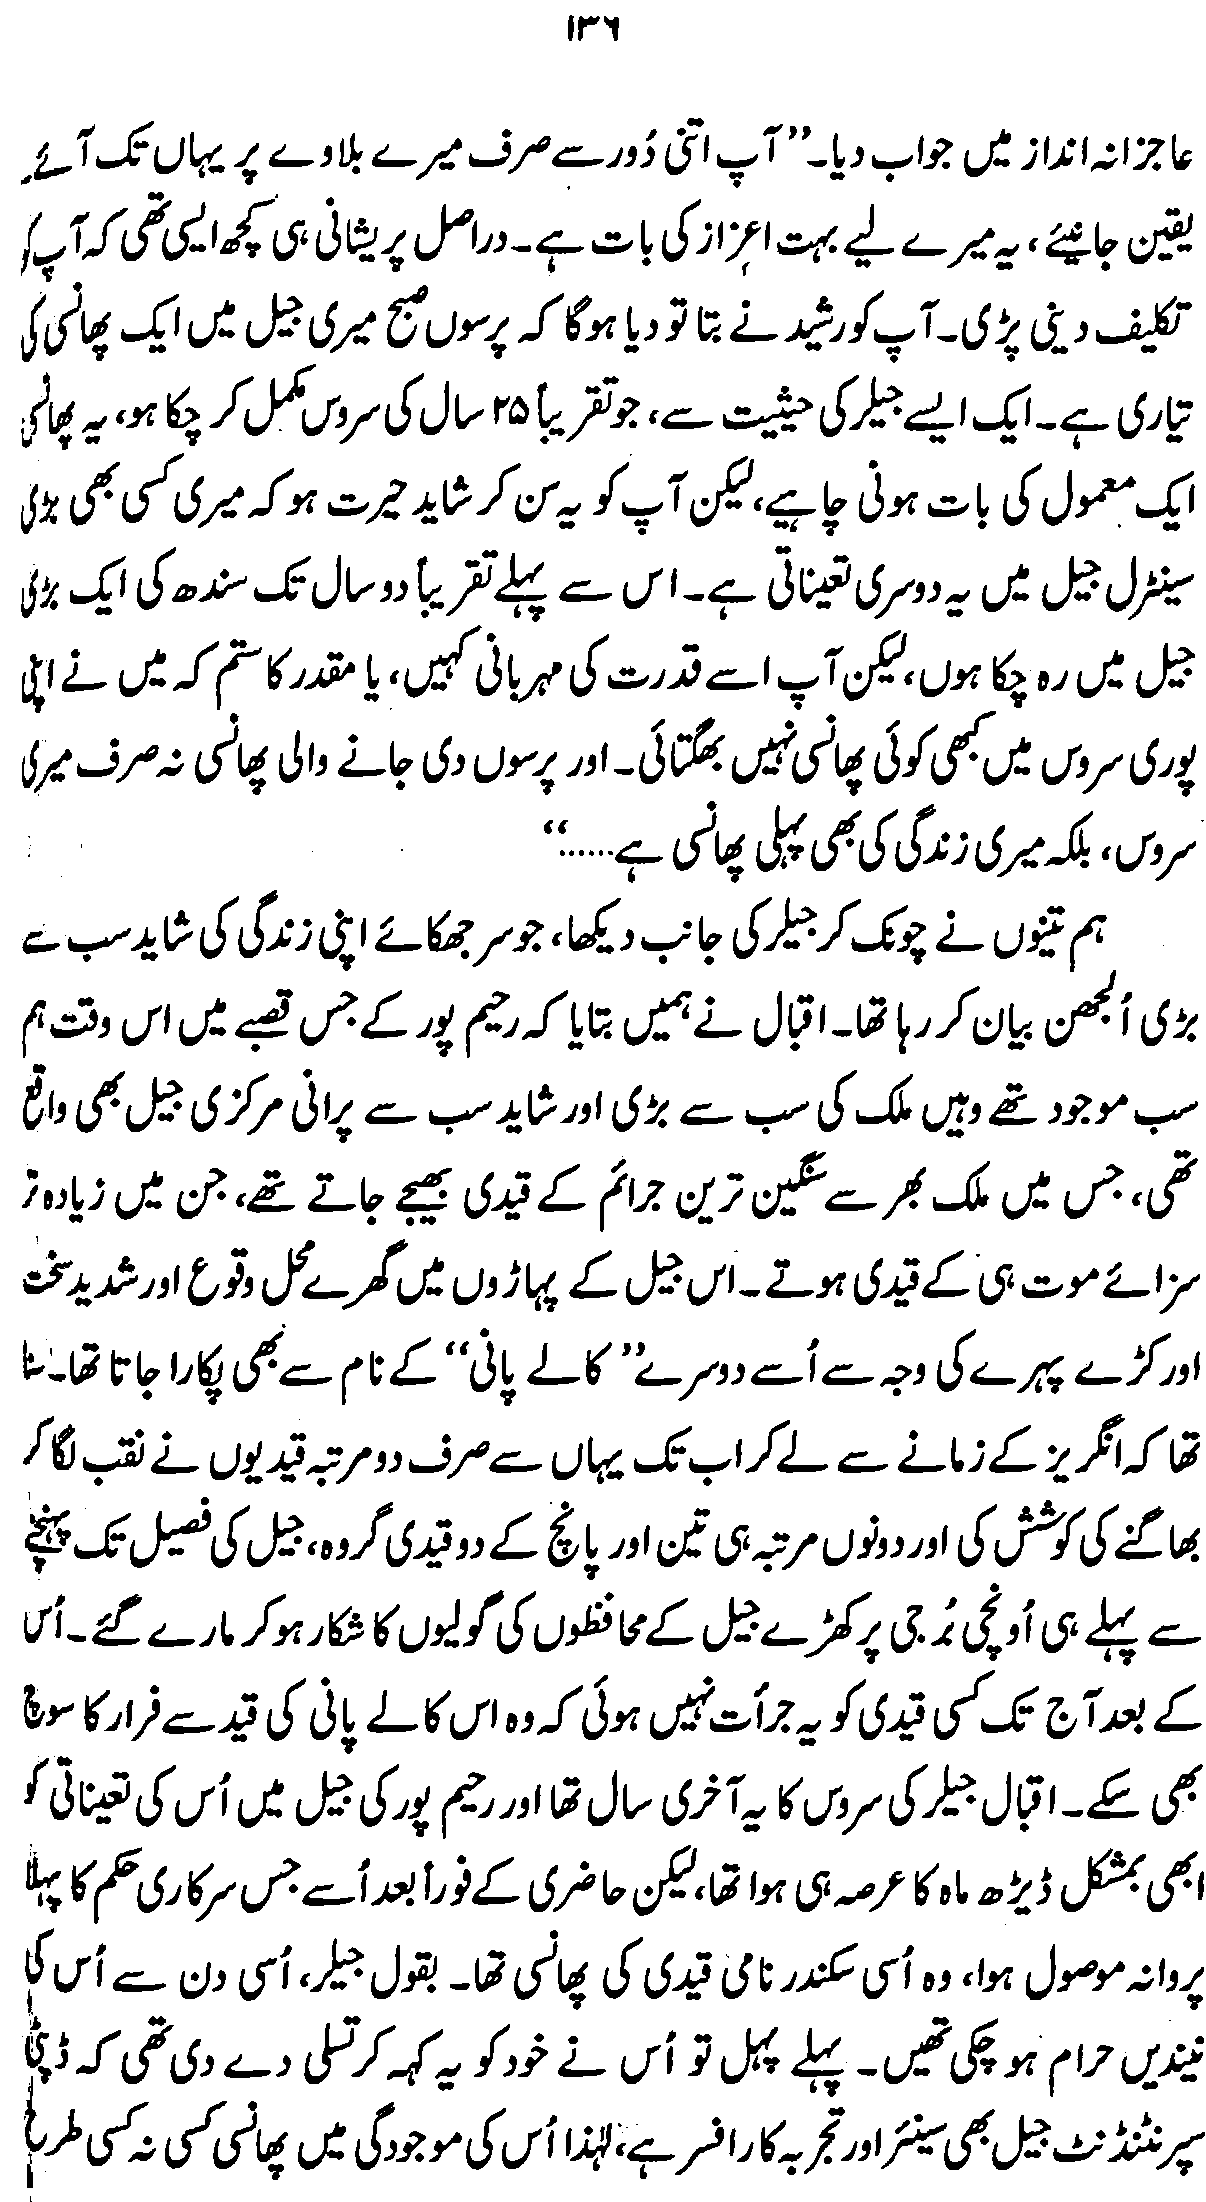 ۱۳۶
عاجزانہ انداز میں جواب دیا۔ ”آپ اتنی دُور سے صرف میرے بلاوے پر یہاں تک آئے۔
یقین جانیئے، یہ میرے لیے بہت اعزاز کی بات ہے۔ دراصل پریشانی ہی کچھ ایسی تھی کہ آپ کو
تکلیف دینی پڑی۔ آپ کو رشید نے بتا تو دیا ہوگا کہ پرسوں صبح میری جیل میں ایک پھانسی کی
تیاری ہے۔ ایک ایسے جیلر کی حیثیت سے، جو تقریباً ۲۵ سال کی سروس مکمل کر چکا ہو، یہ پھانسی
ایک معمول کی بات ہونی چاہیے، لیکن آپ کو یہ سن کر شاید حیرت ہو کہ میری کسی بھی بڑی
سینٹرل جیل میں یہ دوسری تعیناتی ہے۔ اس سے پہلے تقریباً دو سال تک سندھ کی ایک بڑی
جیل میں رہ چکا ہوں، لیکن آپ اسے قدرت کی مہربانی کہیں، یا مقدر کا ستم کہ میں نے اپنی
پوری سروس میں کبھی کوئی پھانسی نہیں بھگتائی۔ اور پرسوں دی جانے والی پھانسی نہ صرف میری
سروس، بلکہ میری زندگی کی بھی پہلی پھانسی ہے......“
ہم تینوں نے چونک کر جیلر کی جانب دیکھا، جو سر جھکائے اپنی زندگی کی شاید سب سے
بڑی اُلجھن بیان کر رہا تھا۔ اقبال نے ہمیں بتایا کہ رحیم پور کے جس قصبے میں اس وقت ہم
سب موجود تھے وہیں ملک کی سب سے بڑی اور شاید سب سے پرانی مرکزی جیل بھی واقع
تھی، جس میں ملک بھر سے سنگین ترین جرائم کے قیدی بھیجے جاتے تھے، جن میں زیادہ تر
سزائے موت ہی کے قیدی ہوتے۔ اس جیل کے پہاڑوں میں گھرے محل وقوع اور شدید سخت
اور کڑے پہرے کی وجہ سے اُسے دوسرے ”کالے پانی“ کے نام سے بھی پکارا جاتا تھا۔ سنا
تھا کہ انگریز کے زمانے سے لے کر اب تک یہاں سے صرف دو مرتبہ قیدیوں نے نقب لگا کر
بھاگنے کی کوشش کی اور دونوں مرتبہ ہی تین اور پانچ کے دو قیدی گروہ، جیل کی فصیل تک پہنچنے
سے پہلے ہی اُونچی بُرجی پر کھڑے جیل کے محافظوں کی گولیوں کا شکار ہو کر مارے گئے۔ اُس
کے بعد آج تک کسی قیدی کو یہ جرأت نہیں ہوئی کہ وہ اس کالے پانی کی قید سے فرار کا سوچ
بھی سکے۔ اقبال جیلر کی سروس کا یہ آخری سال تھا اور رحیم پور کی جیل میں اُس کی تعیناتی کو
ابھی بمشکل ڈیڑھ ماہ کا عرصہ ہی ہوا تھا، لیکن حاضری کے فوراً بعد اُسے جس سرکاری حکم کا پہلا
پروانہ موصول ہوا، وہ اُسی سکندر نامی قیدی کی پھانسی تھا۔ بقول جیلر، اُسی دن سے اُس کی
نیندیں حرام ہو چکی تھیں۔ پہلے پہل تو اُس نے خود کو یہ کہہ کر تسلی دے دی تھی کہ ڈپٹی
سپرنٹنڈنٹ جیل بھی سینئر اور تجربہ کار افسر ہے، لہٰذا اُس کی موجودگی میں پھانسی کسی نہ کسی طرح